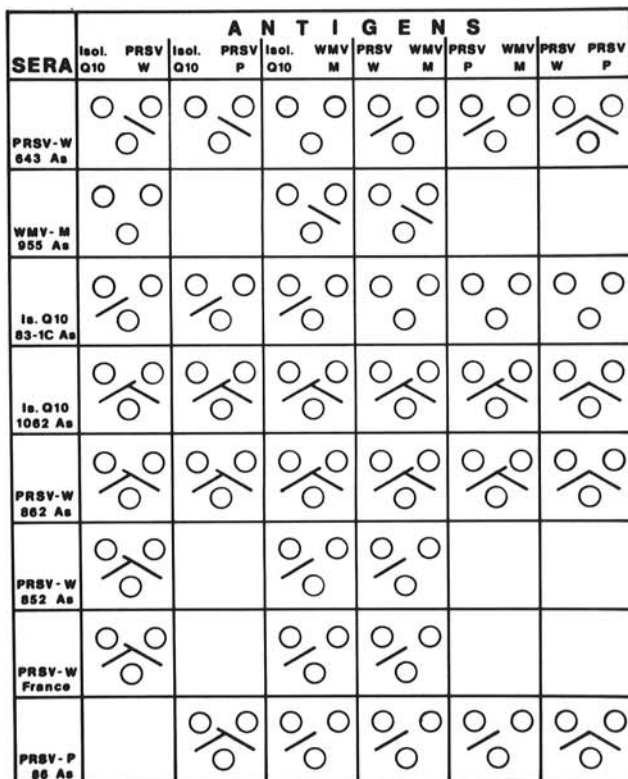 A N T I G E N S
SERA
Isol. PRSV Isol. PRSV Isol. WMV PRSV WMV PRSV WMV PRSV PRSV
Q10 W Q10 P Q10 M W M P M W P
PRSV-W
643 As
WMV-M
955 As
Is. Q10
83-1C As
Is. Q10
1062 As
PRSV-W
862 As
PRSV-W
852 As
PRSV-W
France
PRSV-P
86 As